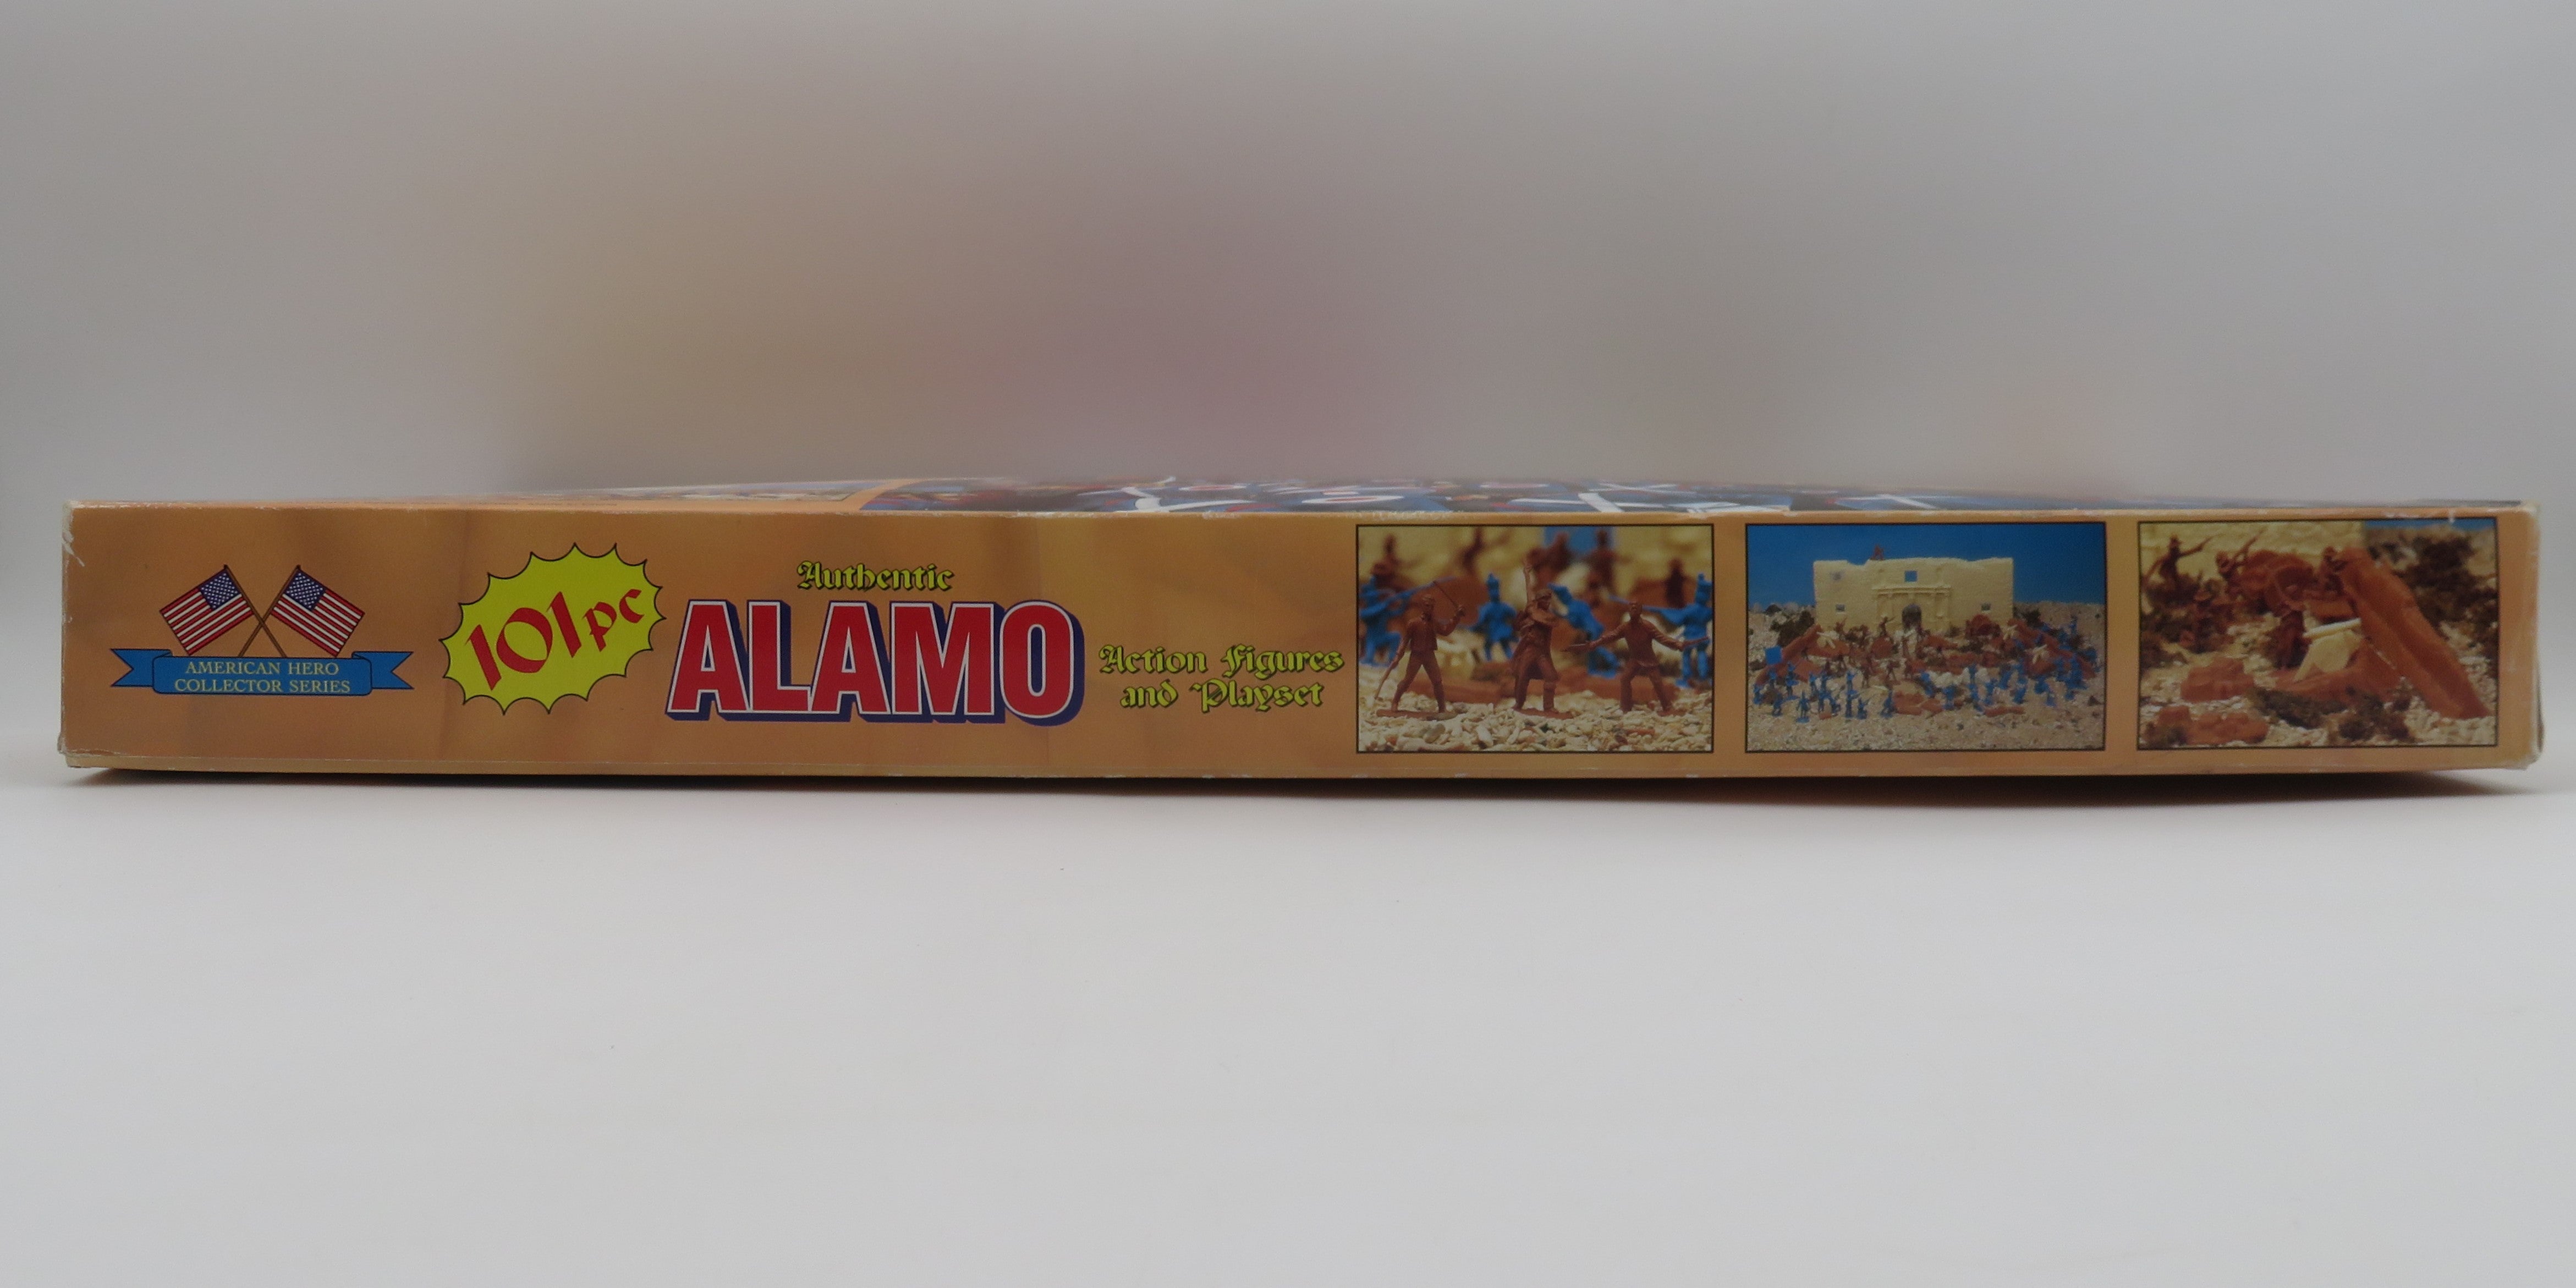 AMERICAN HERO
COLLECTOR SERIES
101pc
Authentic
ALAMO
Action Figures
and Playset